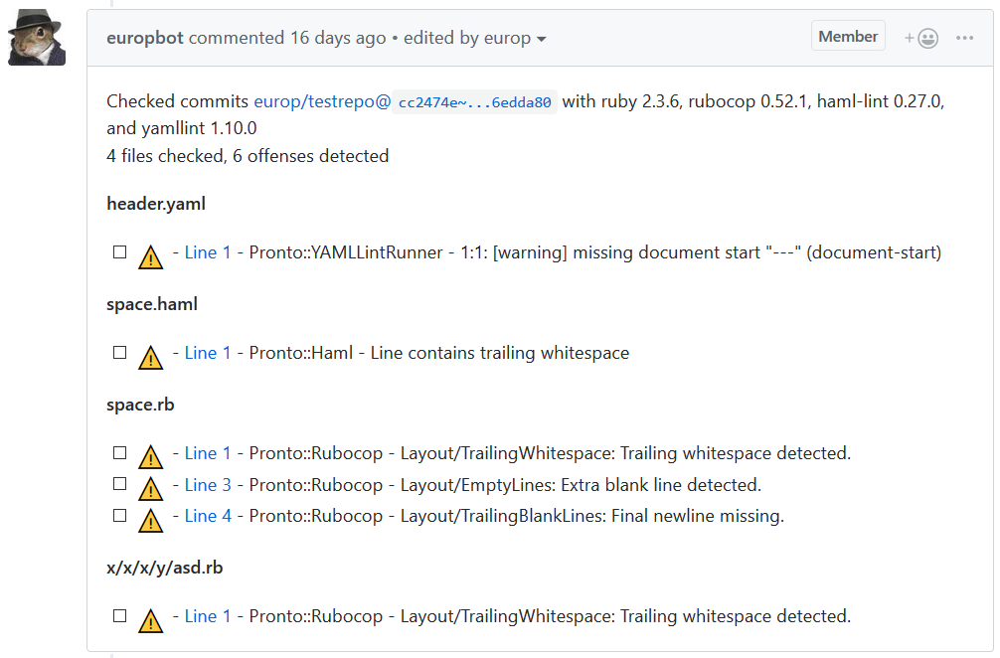 europbot commented 16 days ago • edited by europ
Member
Checked commits europ/testrepo@ cc2474e~...6edda80 with ruby 2.3.6, rubocop 0.52.1, haml-lint 0.27.0,
and yamllint 1.10.0
4 files checked, 6 offenses detected
header.yaml
- Line 1 - Pronto::YAMLLintRunner - 1:1: [warning] missing document start "---" (document-start)
space.haml
- Line 1 - Pronto::Haml - Line contains trailing whitespace
space.rb
- Line 1 - Pronto::Rubocop - Layout/TrailingWhitespace: Trailing whitespace detected.
- Line 3 - Pronto::Rubocop - Layout/EmptyLines: Extra blank line detected.
- Line 4 - Pronto::Rubocop - Layout/TrailingBlankLines: Final newline missing.
x/x/x/y/asd.rb
- Line 1 - Pronto::Rubocop - Layout/TrailingWhitespace: Trailing whitespace detected.